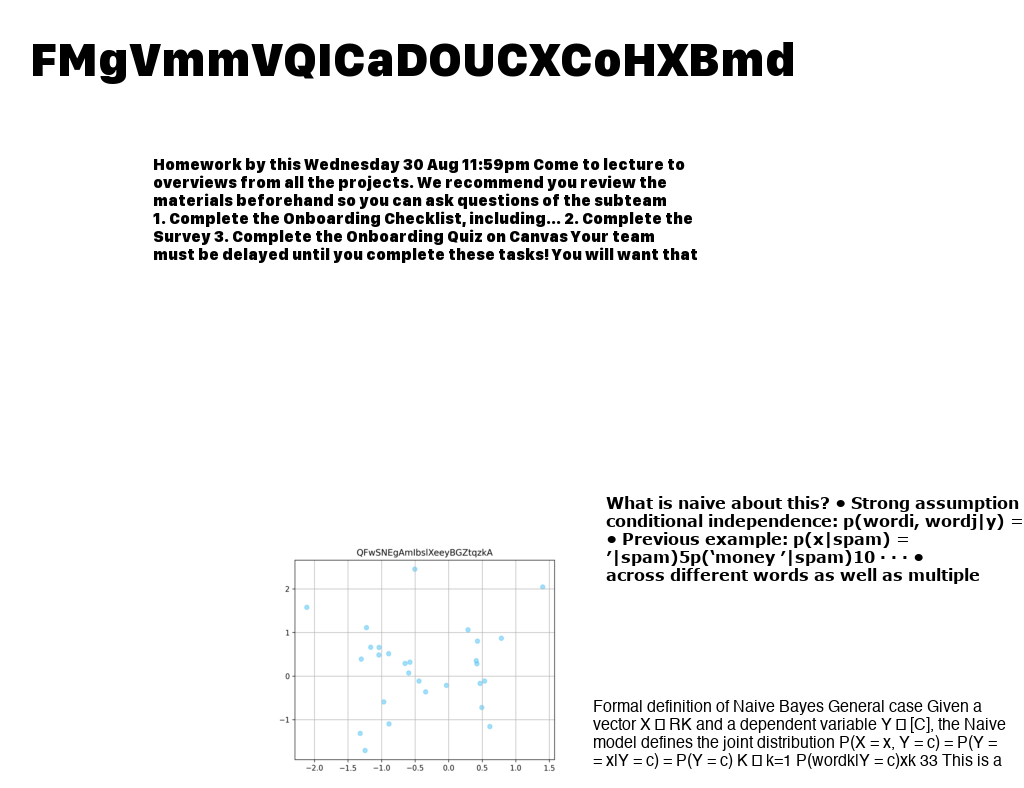 FMgVmmVQICaDOUCXCoHXBmd
Homework by this Wednesday 30 Aug 11:59pm Come to lecture to
overviews from all the projects. We recommend you review the
materials beforehand so you can ask questions of the subteam
1. Complete the Onboarding Checklist, including... 2. Complete the
Survey 3. Complete the Onboarding Quiz on Canvas Your team
must be delayed until you complete these tasks! You will want that
What is naive about this? • Strong assumption
conditional independence: p(wordi, wordj|y) =
• Previous example: p(x|spam) =
’|spam)5p(‘money ’|spam)10 · · · •
across different words as well as multiple
QFwSNEgAmlbslXeeyBGZtqzkA
2
1
0
−1
−2.0 −1.5 −1.0 −0.5 0.0 0.5 1.0 1.5
Formal definition of Naive Bayes General case Given a
vector X □ RK and a dependent variable Y □ [C], the Naive
model defines the joint distribution P(X = x, Y = c) = P(Y =
= x|Y = c) = P(Y = c) K □ k=1 P(wordk|Y = c)xk 33 This is a